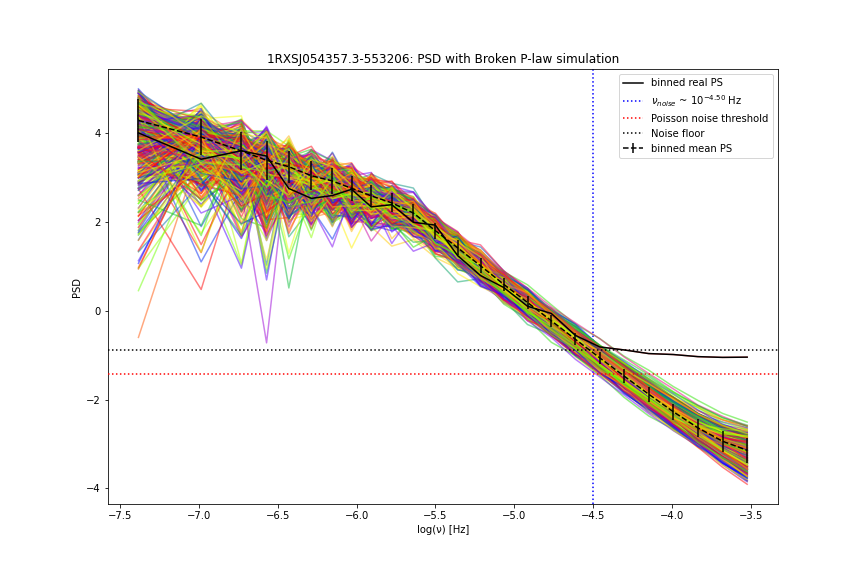 1RXSJ054357.3-553206: PSD with Broken P-law simulation
binned real PS
ν_noise ~ 10^−4.50 Hz
Poisson noise threshold
Noise floor
binned mean PS
PSD
4
2
0
−2
−4
−7.5 −7.0 −6.5 −6.0 −5.5 −5.0 −4.5 −4.0 −3.5
log(ν) [Hz]